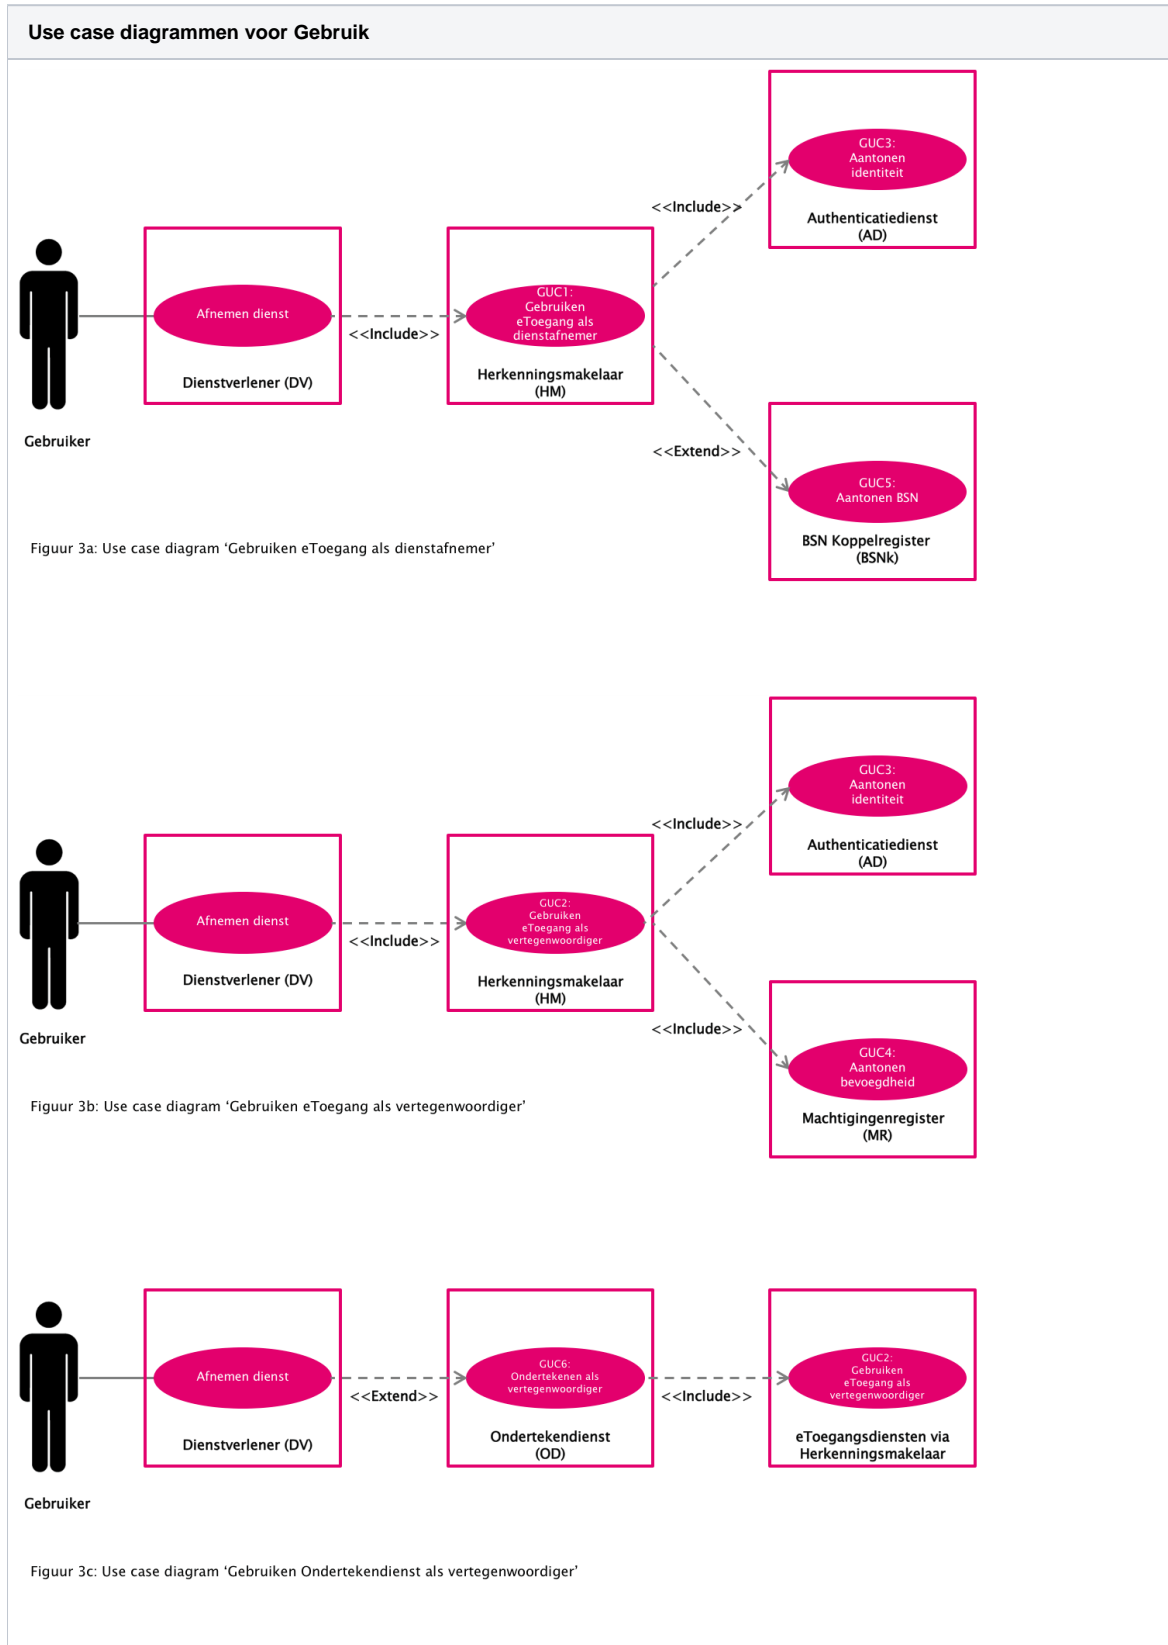 Use case diagrammen voor Gebruik
GUC3:
Aantonen
identiteit
<<Include>>
Authenticatiedienst
(AD)
Afnemen dienst
<<Include>>
GUC1:
Gebruiken
eToegang als
dienstafnemer
Dienstverlener (DV)
Herkenningsmakelaar
(HM)
Gebruiker
<<Extend>>
GUC5:
Aantonen BSN
BSN Koppelregister
(BSNk)
Figuur 3a: Use case diagram ‘Gebruiken eToegang als dienstafnemer’
GUC3:
Aantonen
identiteit
<<Include>>
Authenticatiedienst
(AD)
Afnemen dienst
<<Include>>
GUC2:
Gebruiken
eToegang als
vertegenwoordiger
Dienstverlener (DV)
Herkenningsmakelaar
(HM)
Gebruiker
<<Include>>
GUC4:
Aantonen
bevoegdheid
Machtigingenregister
(MR)
Figuur 3b: Use case diagram ‘Gebruiken eToegang als vertegenwoordiger’
Afnemen dienst
<<Extend>>
GUC6:
Ondertekenen als
vertegenwoordiger
<<Include>>
GUC2:
Gebruiken
eToegang als
vertegenwoordiger
Dienstverlener (DV)
Ondertekendienst
(OD)
eToegangsdiensten via
Herkenningsmakelaar
Gebruiker
Figuur 3c: Use case diagram ‘Gebruiken Ondertekendienst als vertegenwoordiger’